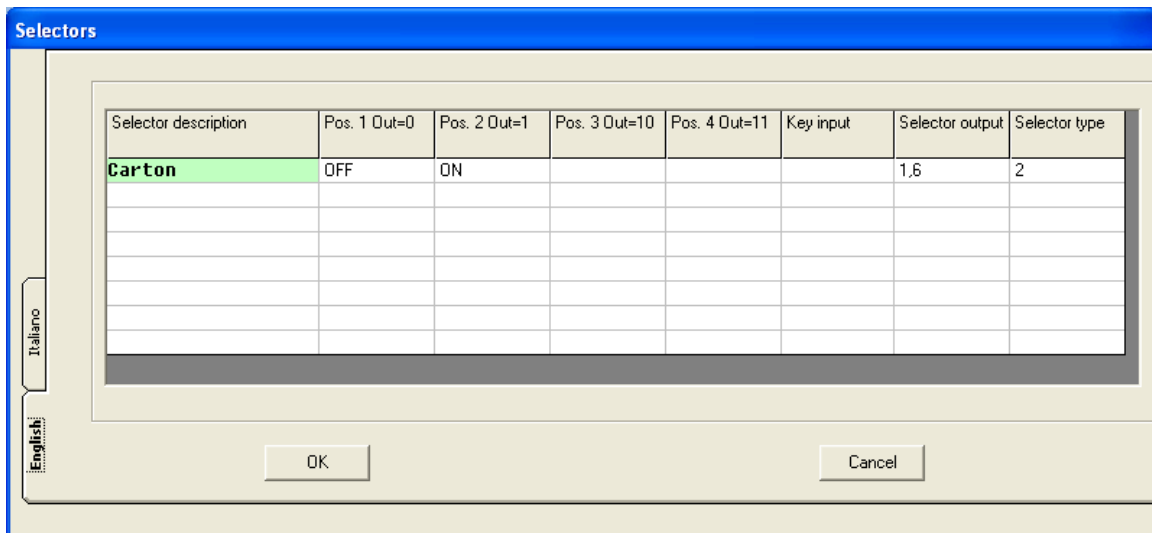 Selectors
Selector description Pos. 1 Out=0 Pos. 2 Out=1 Pos. 3 Out=10 Pos. 4 Out=11 Key input Selector output Selector type
Carton OFF ON 1,6 2
Italiano
English
OK Cancel